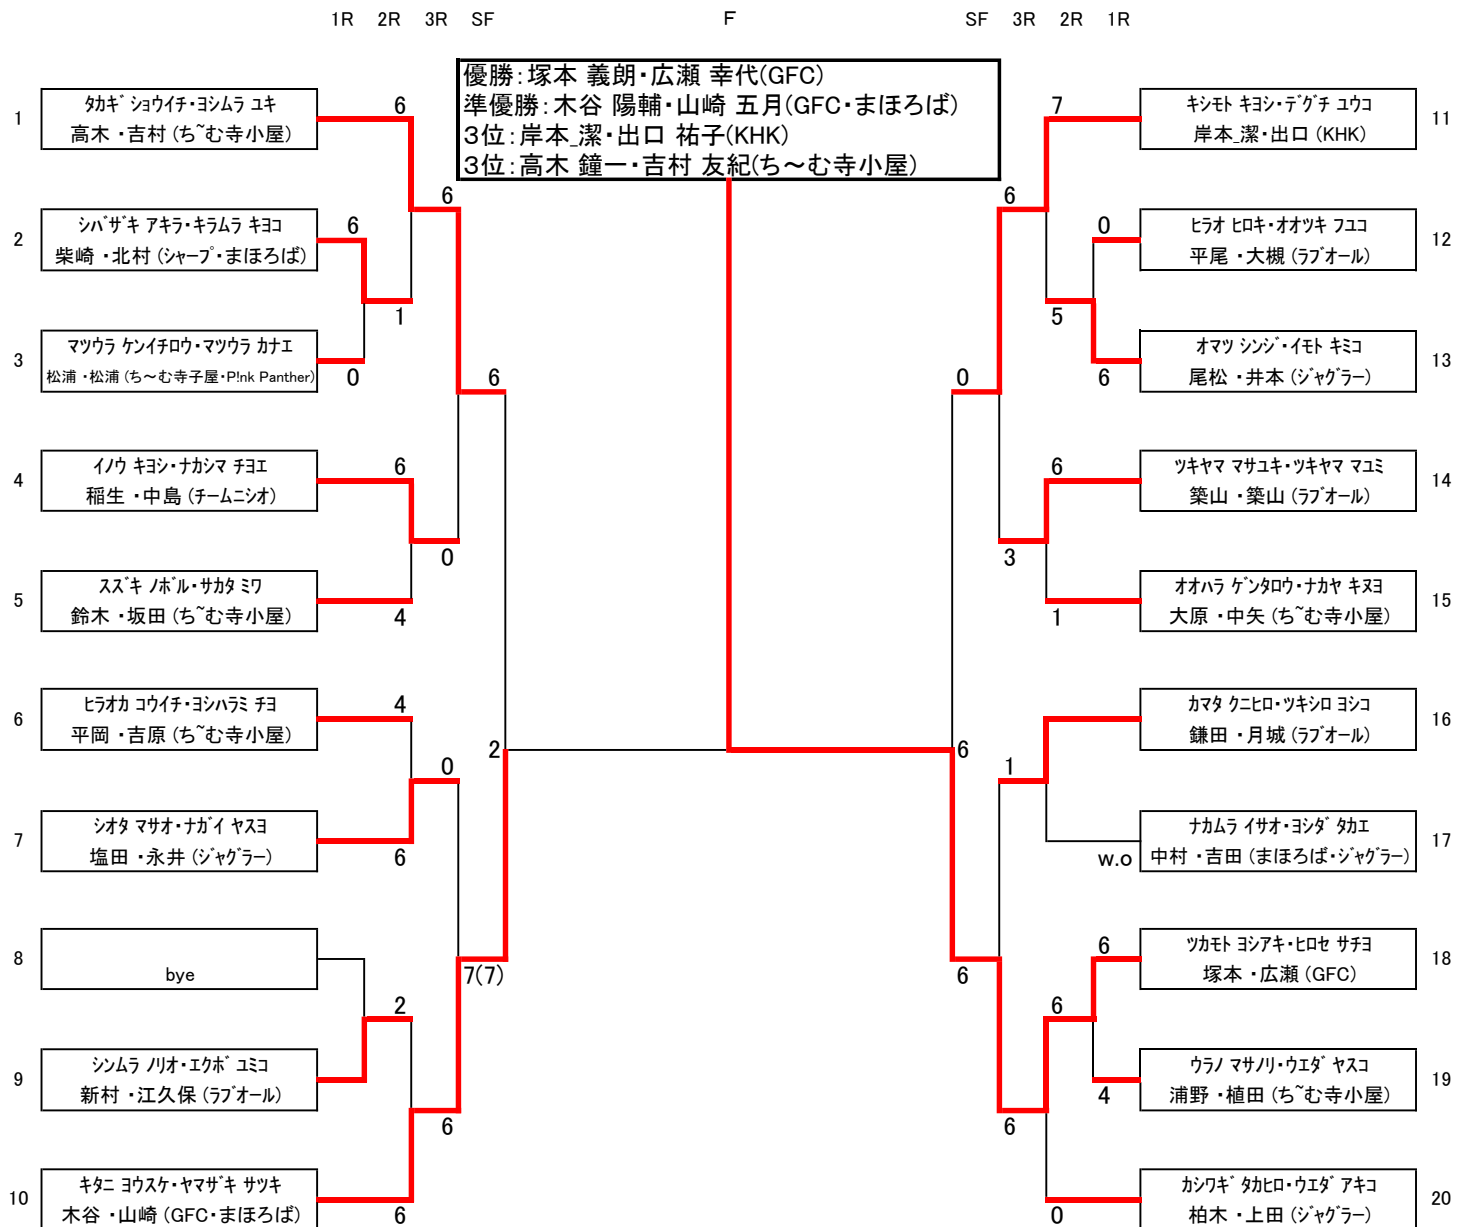 1R 2R 3R SF F SF 3R 2R 1R
優勝:塚本 義朗・広瀬 幸代(GFC)
準優勝:木谷 陽輔・山崎 五月(GFC・まほろば)
3位:岸本_潔・出口 祐子(KHK)
3位:高木 鐘一・吉村 友紀(ち～む寺小屋)
1
ﾀｶｷﾞ ｼｮｳｲﾁ・ﾖｼﾑﾗ ﾕｷ
高木 ・吉村 (ち~む寺小屋)
6
2
ｼﾊﾞｻﾞｷ ｱｷﾗ・ｷﾗﾑﾗ ｷﾖｺ
柴崎 ・北村 (ｼｬｰﾌﾟ・まほろば)
6
6
1
3
ﾏﾂｳﾗ ｹﾝｲﾁﾛｳ・ﾏﾂｳﾗ ｶﾅｴ
松浦 ・松浦 (ち～む寺子屋・P!nk Panther)
0
6
4
ｲﾉｳ ｷﾖｼ・ﾅｶｼﾏ ﾁﾖｴ
稲生 ・中島 (ﾁｰﾑﾆｼｵ)
6
0
5
ｽｽﾞｷ ﾉﾎﾞﾙ・ｻｶﾀ ﾐﾜ
鈴木 ・坂田 (ち~む寺小屋)
4
6
ﾋﾗｵｶ ｺｳｲﾁ・ﾖｼﾊﾗﾐ ﾁﾖ
平岡 ・吉原 (ち~む寺小屋)
4
0
2
7
ｼｵﾀ ﾏｻｵ・ﾅｶﾞｲ ﾔｽﾖ
塩田 ・永井 (ｼﾞｬｸﾞﾗｰ)
6
8
bye
7(7)
2
9
ｼﾝﾑﾗ ﾉﾘｵ・ｴｸﾎﾞ ﾕﾐｺ
新村 ・江久保 (ﾗﾌﾞｵｰﾙ)
6
10
ｷﾀﾆ ﾖｳｽｹ・ﾔﾏｻﾞｷ ｻﾂｷ
木谷 ・山崎 (GFC・まほろば)
6
7
ｷｼﾓﾄ ｷﾖｼ・ﾃﾞｸﾞﾁ ﾕｳｺ
岸本_潔・出口 (KHK)
11
6
0
ﾋﾗｵ ﾋﾛｷ・ｵｵﾂｷ ﾌﾕｺ
平尾 ・大槻 (ﾗﾌﾞｵｰﾙ)
12
5
ｵﾏﾂ ｼﾝｼﾞ・ｲﾓﾄ ｷﾐｺ
尾松 ・井本 (ｼﾞｬｸﾞﾗｰ)
13
6
0
6
ﾂｷﾔﾏ ﾏｻﾕｷ・ﾂｷﾔﾏ ﾏﾕﾐ
築山 ・築山 (ﾗﾌﾞｵｰﾙ)
14
3
ｵｵﾊﾗ ｹﾞﾝﾀﾛｳ・ﾅｶﾔ ｷﾇﾖ
大原 ・中矢 (ち~む寺小屋)
15
1
ｶﾏﾀ ｸﾆﾋﾛ・ﾂｷｼﾛ ﾖｼｺ
鎌田 ・月城 (ﾗﾌﾞｵｰﾙ)
16
6
1
ﾅｶﾑﾗ ｲｻｵ・ﾖｼﾀﾞ ﾀｶｴ
中村 ・吉田 (まほろば・ｼﾞｬｸﾞﾗｰ)
17
w.o
6
ﾂｶﾓﾄ ﾖｼｱｷ・ﾋﾛｾ ｻﾁﾖ
塚本 ・広瀬 (GFC)
18
6
6
ｳﾗﾉ ﾏｻﾉﾘ・ｳｴﾀﾞ ﾔｽｺ
浦野 ・植田 (ち~む寺小屋)
19
4
6
ｶｼﾜｷﾞ ﾀｶﾋﾛ・ｳｴﾀﾞ ｱｷｺ
柏木 ・上田 (ｼﾞｬｸﾞﾗｰ)
20
0